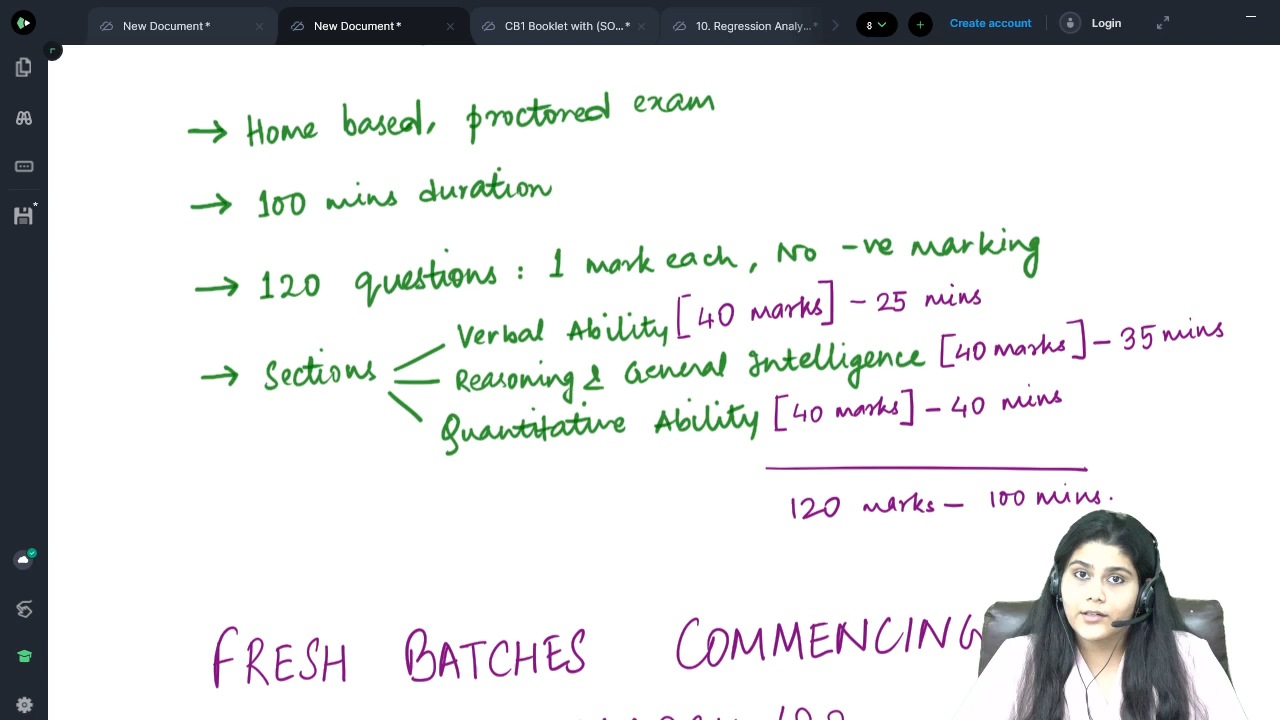 New Document* New Document* CB1 Booklet with (SO...* 10. Regression Analy...* 8 Create account Login
→ Home based, proctored exam
→ 100 mins duration
→ 120 questions : 1 mark each, No -ve marking
Verbal Ability [40 marks] - 25 mins
→ Sections
Reasoning & General Intelligence [40 marks] - 35 mins
Quantitative Ability [40 marks] - 40 mins
120 marks - 100 mins.
FRESH BATCHES COMMENCING